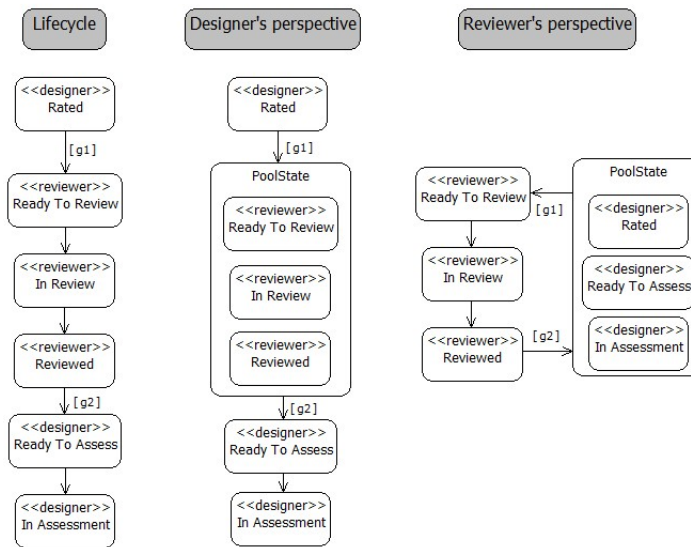 Lifecycle
<<designer>>
Rated
[g1]
<<reviewer>>
Ready To Review
<<reviewer>>
In Review
<<reviewer>>
Reviewed
[g2]
<<designer>>
Ready To Assess
<<designer>>
In Assessment
Designer's perspective
<<designer>>
Rated
[g1]
PoolState
<<reviewer>>
Ready To Review
<<reviewer>>
In Review
<<reviewer>>
Reviewed
[g2]
<<designer>>
Ready To Assess
<<designer>>
In Assessment
Reviewer's perspective
<<reviewer>>
Ready To Review
<<reviewer>>
In Review
<<reviewer>>
Reviewed
[g1]
[g2]
PoolState
<<designer>>
Rated
<<designer>>
Ready To Assess
<<designer>>
In Assessment